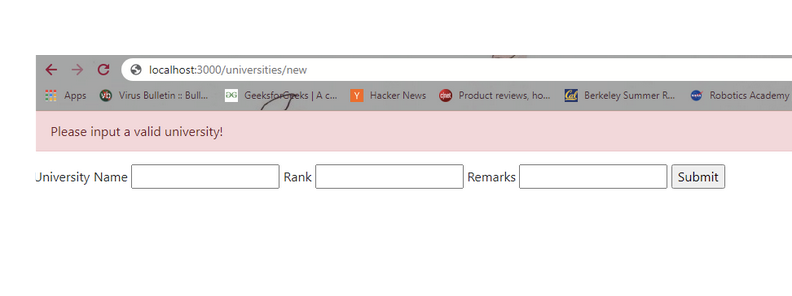 localhost:3000/universities/new
Apps Virus Bulletin :: Bull... GeeksforGeeks | A c... Hacker News Product reviews, ho... Berkeley Summer R... Robotics Academy
Please input a valid university!
University Name Rank Remarks Submit